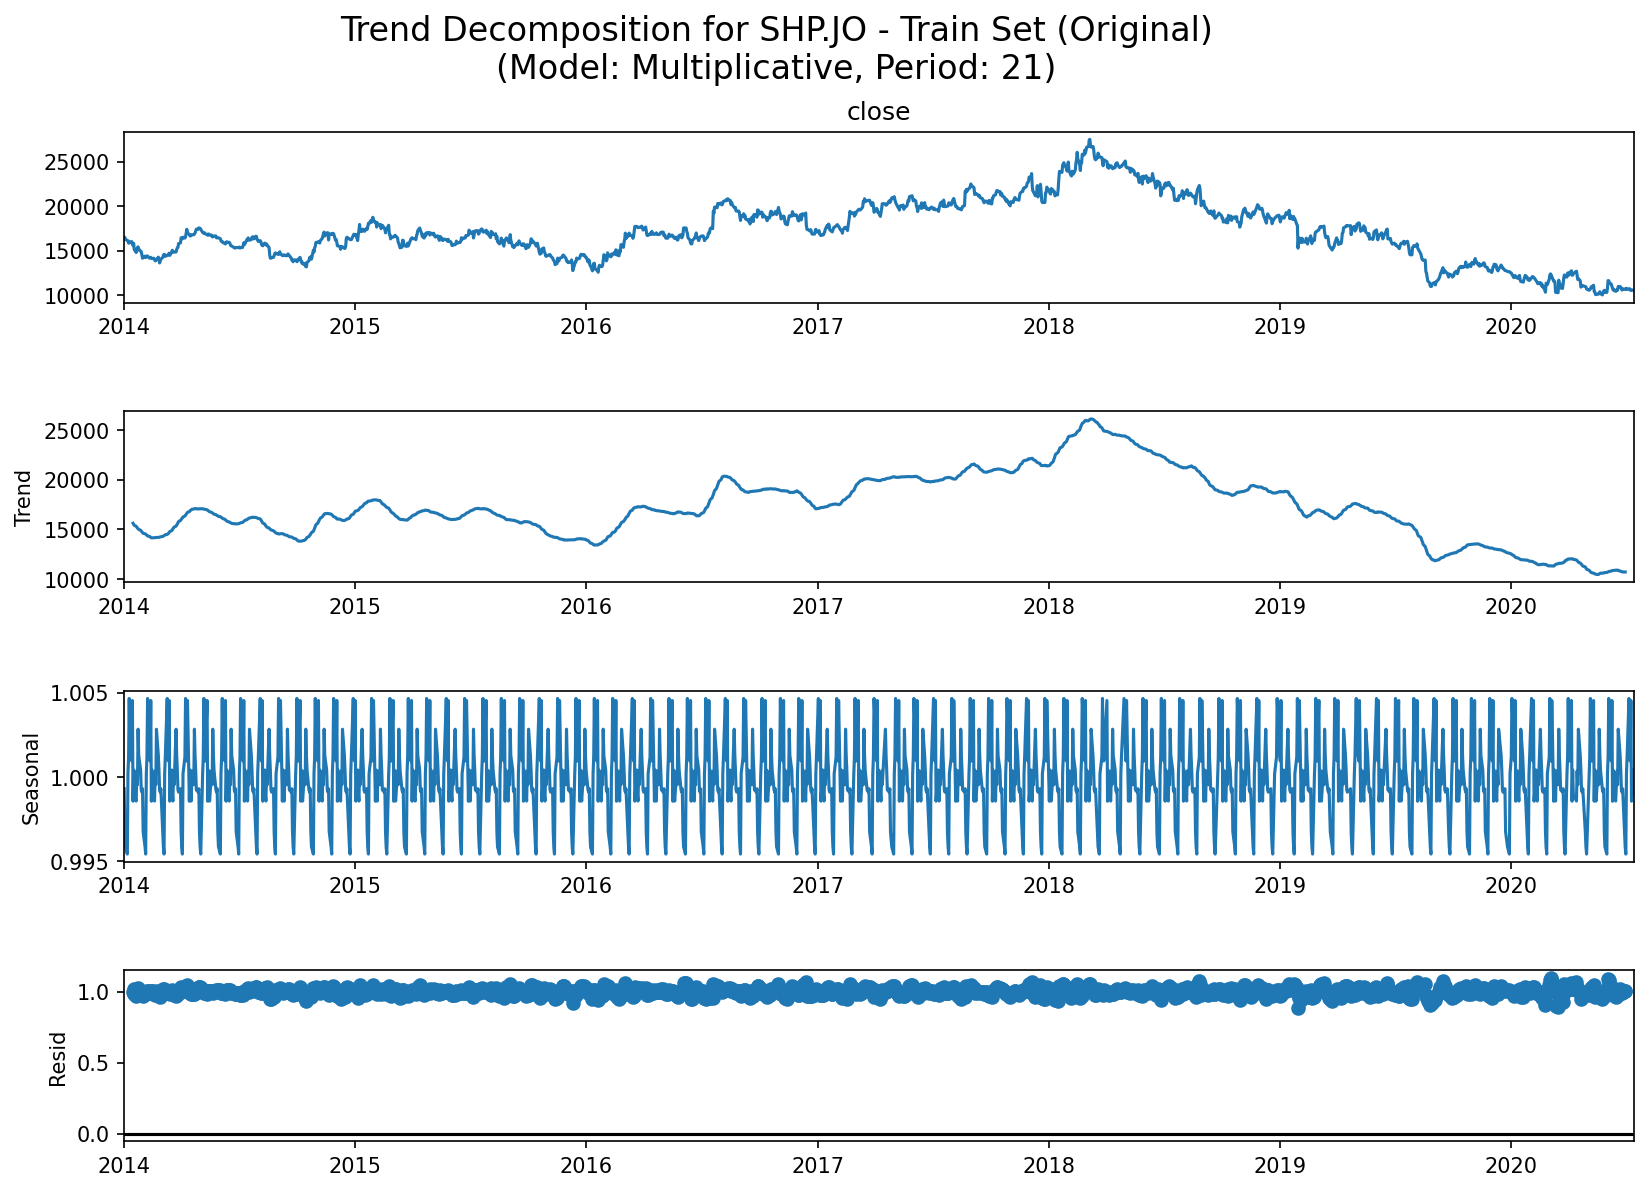 Trend Decomposition for SHP.JO - Train Set (Original)
(Model: Multiplicative, Period: 21)
close
25000
20000
15000
10000
2014 2015 2016 2017 2018 2019 2020
Trend
25000
20000
15000
10000
2014 2015 2016 2017 2018 2019 2020
Seasonal
1.005
1.000
0.995
2014 2015 2016 2017 2018 2019 2020
Resid
1.0
0.5
0.0
2014 2015 2016 2017 2018 2019 2020